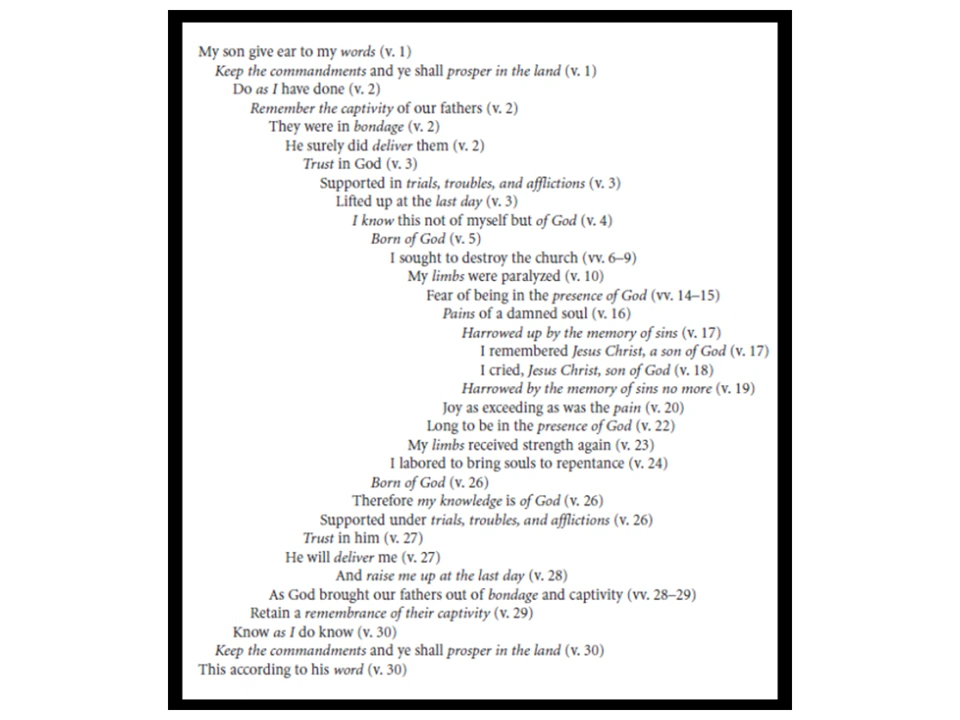 My son give ear to my words (v. 1)
Keep the commandments and ye shall prosper in the land (v. 1)
Do as I have done (v. 2)
Remember the captivity of our fathers (v. 2)
They were in bondage (v. 2)
He surely did deliver them (v. 2)
Trust in God (v. 3)
Supported in trials, troubles, and afflictions (v. 3)
Lifted up at the last day (v. 3)
I know this not of myself but of God (v. 4)
Born of God (v. 5)
I sought to destroy the church (vv. 6–9)
My limbs were paralyzed (v. 10)
Fear of being in the presence of God (vv. 14–15)
Pains of a damned soul (v. 16)
Harrowed up by the memory of sins (v. 17)
I remembered Jesus Christ, a son of God (v. 17)
I cried, Jesus Christ, son of God (v. 18)
Harrowed by the memory of sins no more (v. 19)
Joy as exceeding as was the pain (v. 20)
Long to be in the presence of God (v. 22)
My limbs received strength again (v. 23)
I labored to bring souls to repentance (v. 24)
Born of God (v. 26)
Therefore my knowledge is of God (v. 26)
Supported under trials, troubles, and afflictions (v. 26)
Trust in him (v. 27)
He will deliver me (v. 27)
And raise me up at the last day (v. 28)
As God brought our fathers out of bondage and captivity (vv. 28–29)
Retain a remembrance of their captivity (v. 29)
Know as I do know (v. 30)
Keep the commandments and ye shall prosper in the land (v. 30)
This according to his word (v. 30)